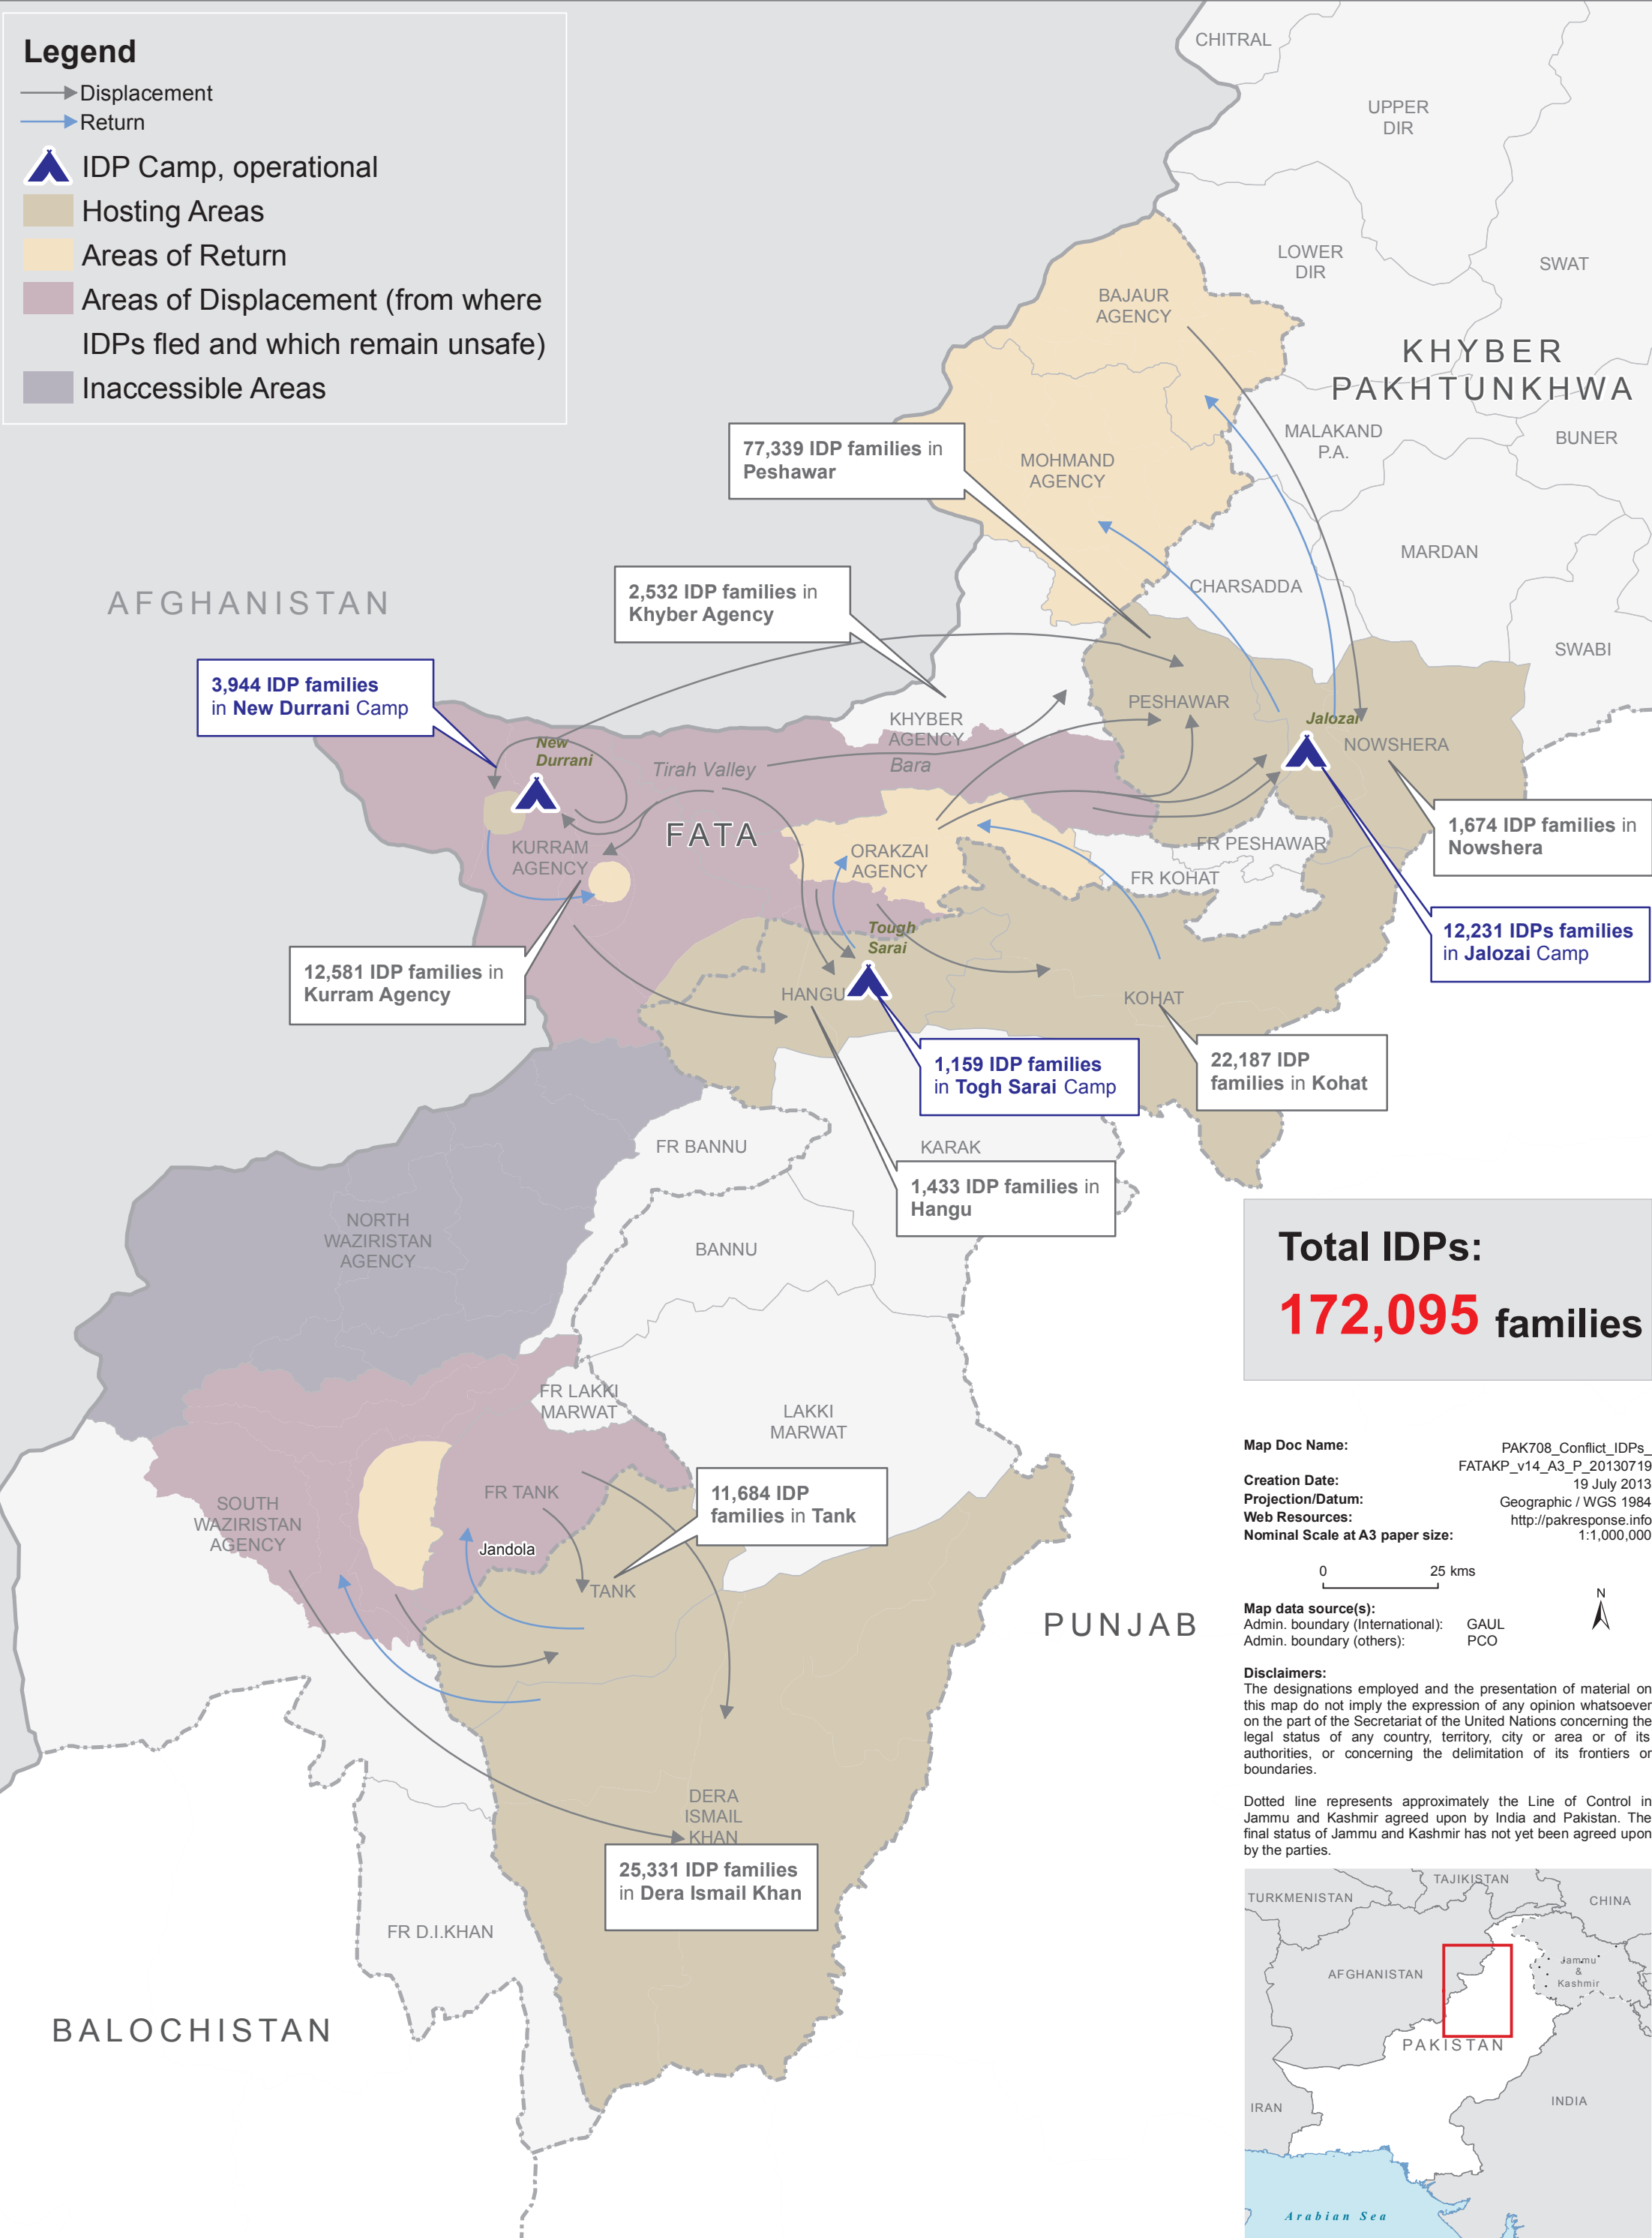 Legend
Displacement
Return
IDP Camp, operational
Hosting Areas
Areas of Return
Areas of Displacement (from where
IDPs fled and which remain unsafe)
Inaccessible Areas
CHITRAL
UPPER
DIR
LOWER
DIR
SWAT
BAJAUR
AGENCY
KHYBER
PAKHTUNKHWA
MALAKAND
P.A.
BUNER
77,339 IDP families in
Peshawar
MOHMAND
AGENCY
MARDAN
CHARSADDA
AFGHANISTAN
2,532 IDP families in
Khyber Agency
SWABI
3,944 IDP families
in New Durrani Camp
PESHAWAR
KHYBER
AGENCY
Bara
Jalozai
NOWSHERA
New
Durrani
Tirah Valley
FATA
KURRAM
AGENCY
ORAKZAI
AGENCY
FR PESHAWAR
FR KOHAT
1,674 IDP families in
Nowshera
12,231 IDPs families
in Jalozai Camp
Tough
Sarai
12,581 IDP families in
Kurram Agency
HANGU
KOHAT
1,159 IDP families
in Togh Sarai Camp
22,187 IDP
families in Kohat
FR BANNU
KARAK
1,433 IDP families in
Hangu
NORTH
WAZIRISTAN
AGENCY
BANNU
Total IDPs:
172,095 families
FR LAKKI
MARWAT
LAKKI
MARWAT
SOUTH
WAZIRISTAN
AGENCY
FR TANK
11,684 IDP
families in Tank
Jandola
TANK
PUNJAB
DERA
ISMAIL
KHAN
25,331 IDP families
in Dera Ismail Khan
FR D.I.KHAN
BALOCHISTAN
Map Doc Name: PAK708_Conflict_IDPs_
FATAKP_v14_A3_P_20130719
Creation Date: 19 July 2013
Projection/Datum: Geographic / WGS 1984
Web Resources: http://pakresponse.info
Nominal Scale at A3 paper size: 1:1,000,000
0 25 kms
N
Map data source(s):
Admin. boundary (International): GAUL
Admin. boundary (others): PCO
Disclaimers:
The designations employed and the presentation of material on
this map do not imply the expression of any opinion whatsoever
on the part of the Secretariat of the United Nations concerning the
legal status of any country, territory, city or area or of its
authorities, or concerning the delimitation of its frontiers or
boundaries.
Dotted line represents approximately the Line of Control in
Jammu and Kashmir agreed upon by India and Pakistan. The
final status of Jammu and Kashmir has not yet been agreed upon
by the parties.
TURKMENISTAN
TAJIKISTAN
CHINA
AFGHANISTAN
Jammu
&
Kashmir
PAKISTAN
IRAN
INDIA
Arabian Sea